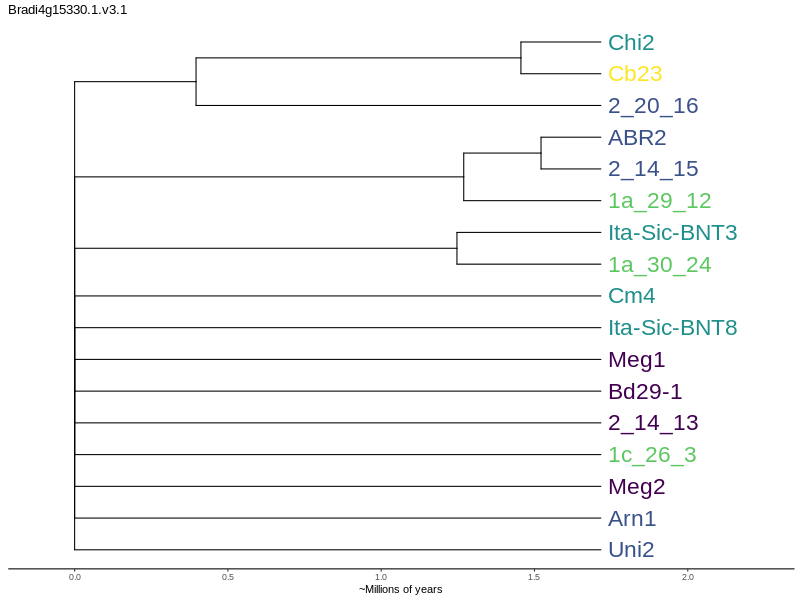 Bradi4g15330.1.v3.1
Chi2
Cb23
2_20_16
ABR2
2_14_15
1a_29_12
Ita-Sic-BNT3
1a_30_24
Cm4
Ita-Sic-BNT8
Meg1
Bd29-1
2_14_13
1c_26_3
Meg2
Arn1
Uni2
0.0 0.5 1.0 1.5 2.0
~Millions of years